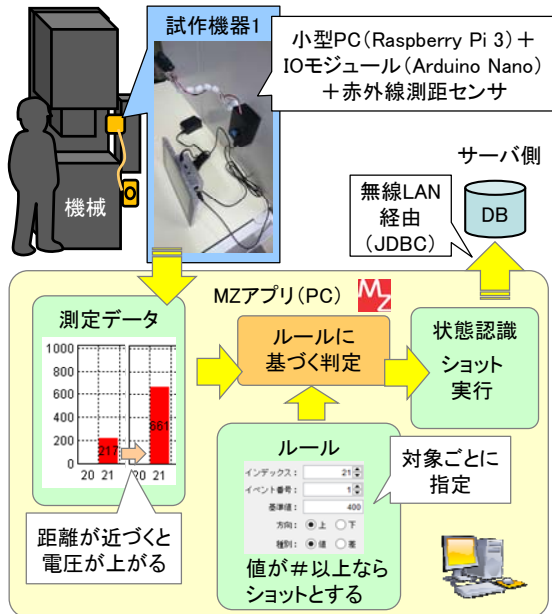 試作機器1
小型PC（Raspberry Pi 3）＋
IOモジュール（Arduino Nano）
＋赤外線測距センサ
機械
サーバ側
無線LAN
経由
（JDBC）
DB
MZアプリ（PC）
MZ
測定データ
1000
800
600
400
200
0
217
661
20 21
20 21
距離が近づくと
電圧が上がる
ルールに
基づく判定
状態認識
ショット
実行
ルール
インデックス： 21
イベント番号： 1
基準値： 400
方向： 上 下
種別： 値 差
値が＃以上なら
ショットとする
対象ごとに
指定